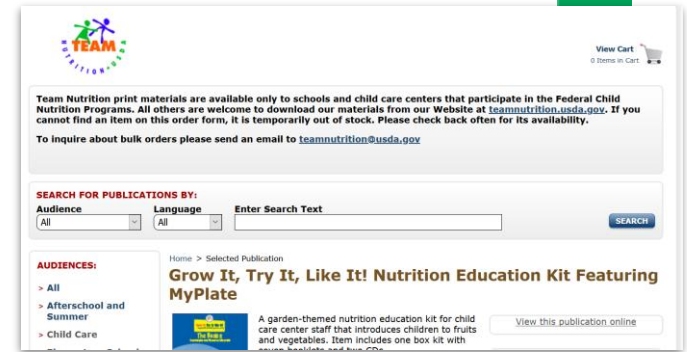 TEAM
NUTRITION USDA
View Cart
0 Items in Cart
Team Nutrition print materials are available only to schools and child care centers that participate in the Federal Child
Nutrition Programs. All others are welcome to download our materials from our Website at teamnutrition.usda.gov. If you
cannot find an item on this order form, it is temporarily out of stock. Please check back often for its availability.
To inquire about bulk orders please send an email to teamnutrition@usda.gov
SEARCH FOR PUBLICATIONS BY:
Audience Language Enter Search Text
All All SEARCH
AUDIENCES:
> All
> Afterschool and
Summer
> Child Care
Home > Selected Publication
Grow It, Try It, Like It! Nutrition Education Kit Featuring
MyPlate
A garden-themed nutrition education kit for child
care center staff that introduces children to fruits
and vegetables. Item includes one box kit with
seven booklets and two CDs
View this publication online